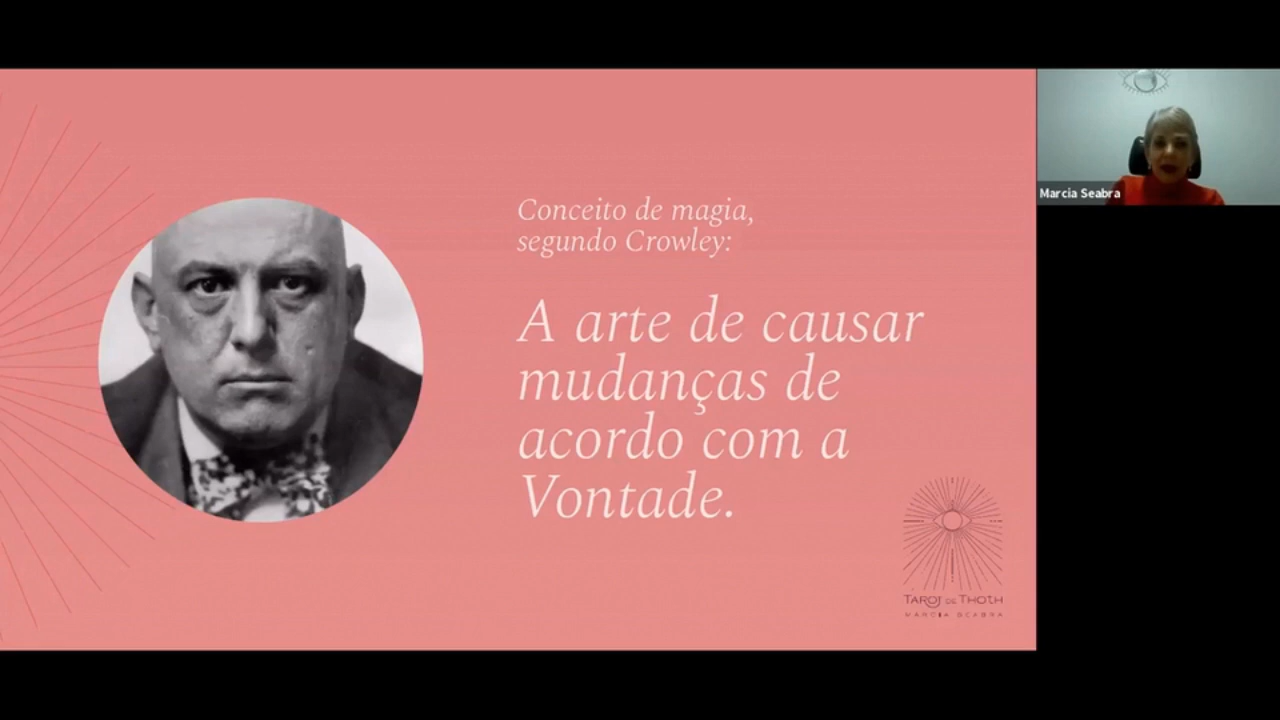 Conceito de magia,
segundo Crowley:
A arte de causar
mudanças de
acordo com a
Vontade.
TAROT DE THOTH
MARCIA SEABRA
Marcia Seabra